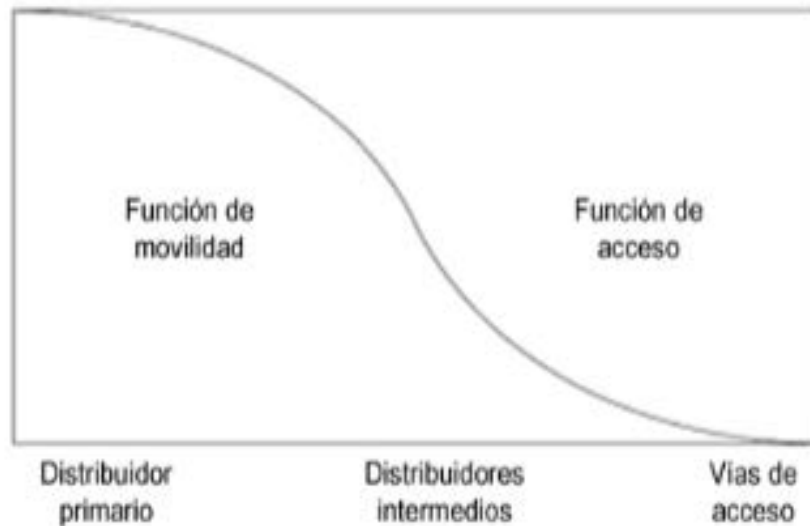 Función de
movilidad
Función de
acceso
Distribuidor
primario
Distribuidores
intermedios
Vías de
acceso